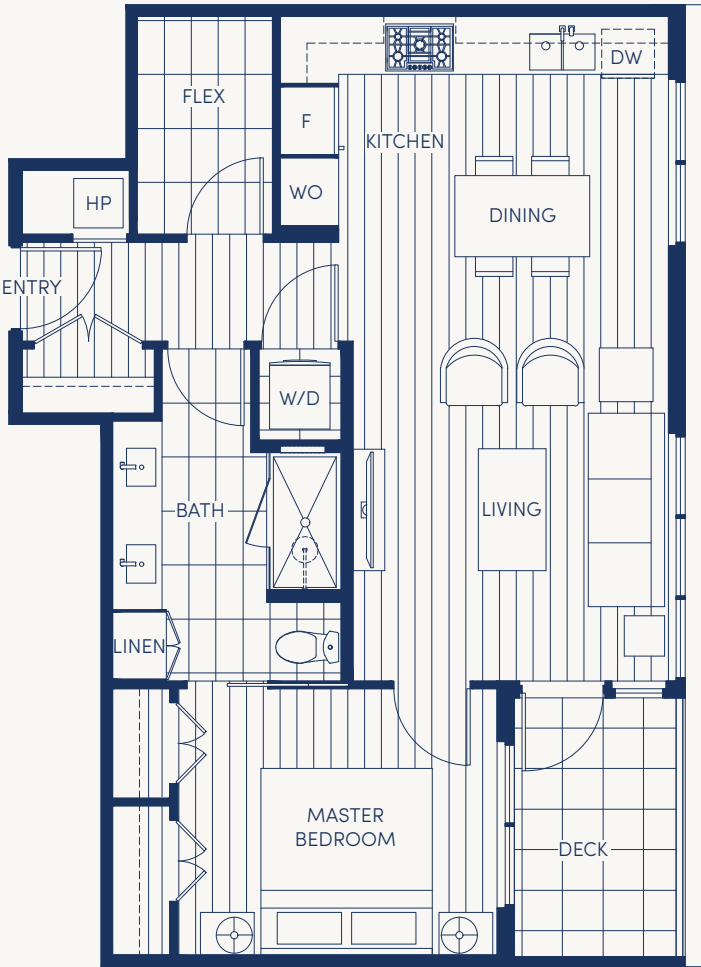 DW
FLEX
F
KITCHEN
WO
HP
DINING
ENTRY
W/D
BATH
LIVING
LINEN
MASTER
BEDROOM
DECK